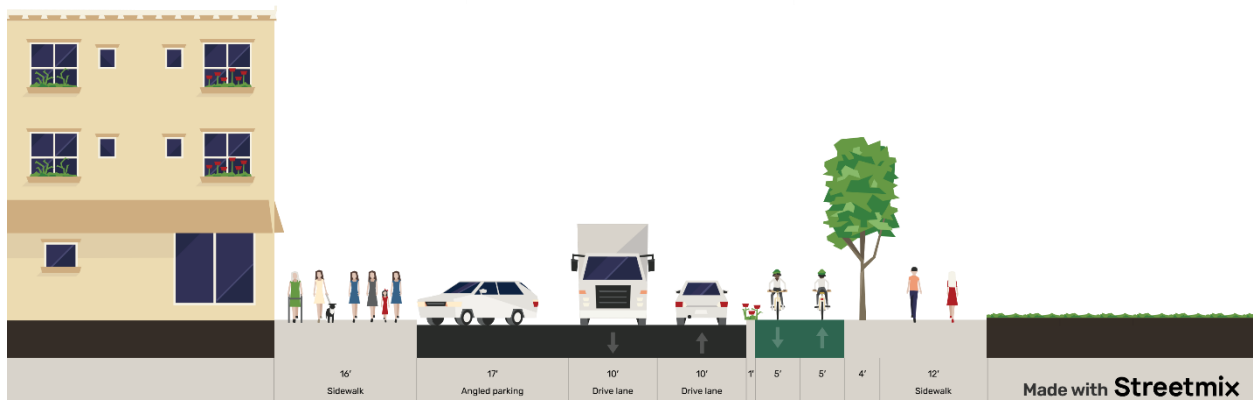 16' 17' 10' 10' 1' 5' 5' 4' 12'
Sidewalk Angled parking Drive lane Drive lane Sidewalk
Made with Streetmix